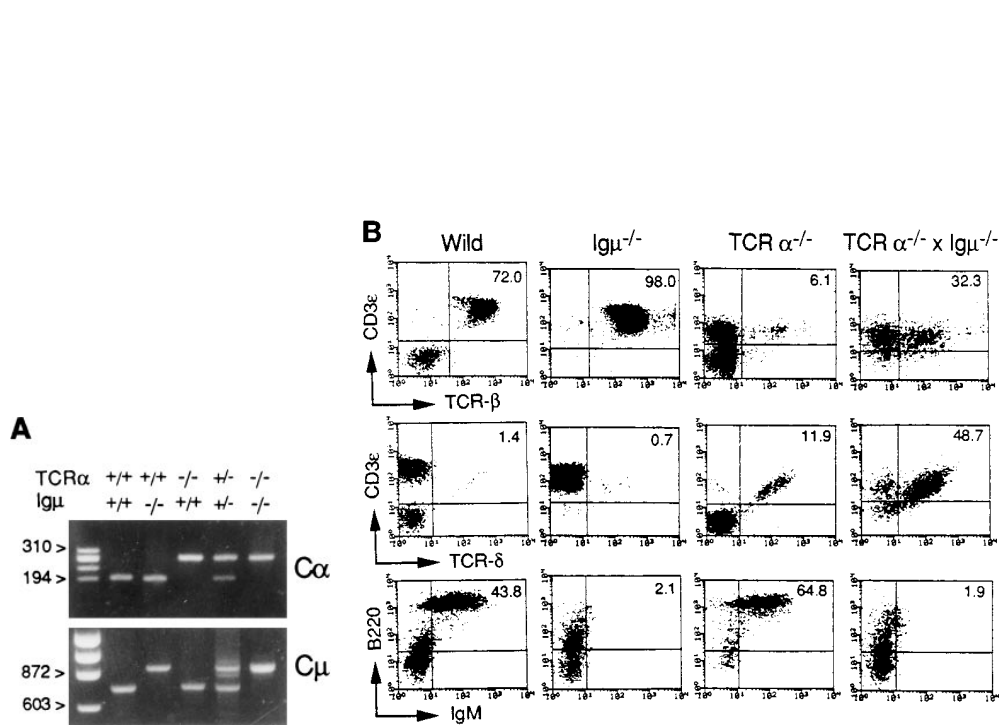 B
Wild Igμ-/- TCR α-/- TCR α-/- x Igμ-/-
72.0 98.0 6.1 32.3
CD3ε
TCR-β
1.4 0.7 11.9 48.7
CD3ε
TCR-δ
43.8 2.1 64.8 1.9
B220
IgM
A
TCRα +/+ +/+ -/- +/- -/-
Igμ +/+ -/- +/+ +/- -/-
310 >
194 >
Cα
872 >
603 >
Cμ